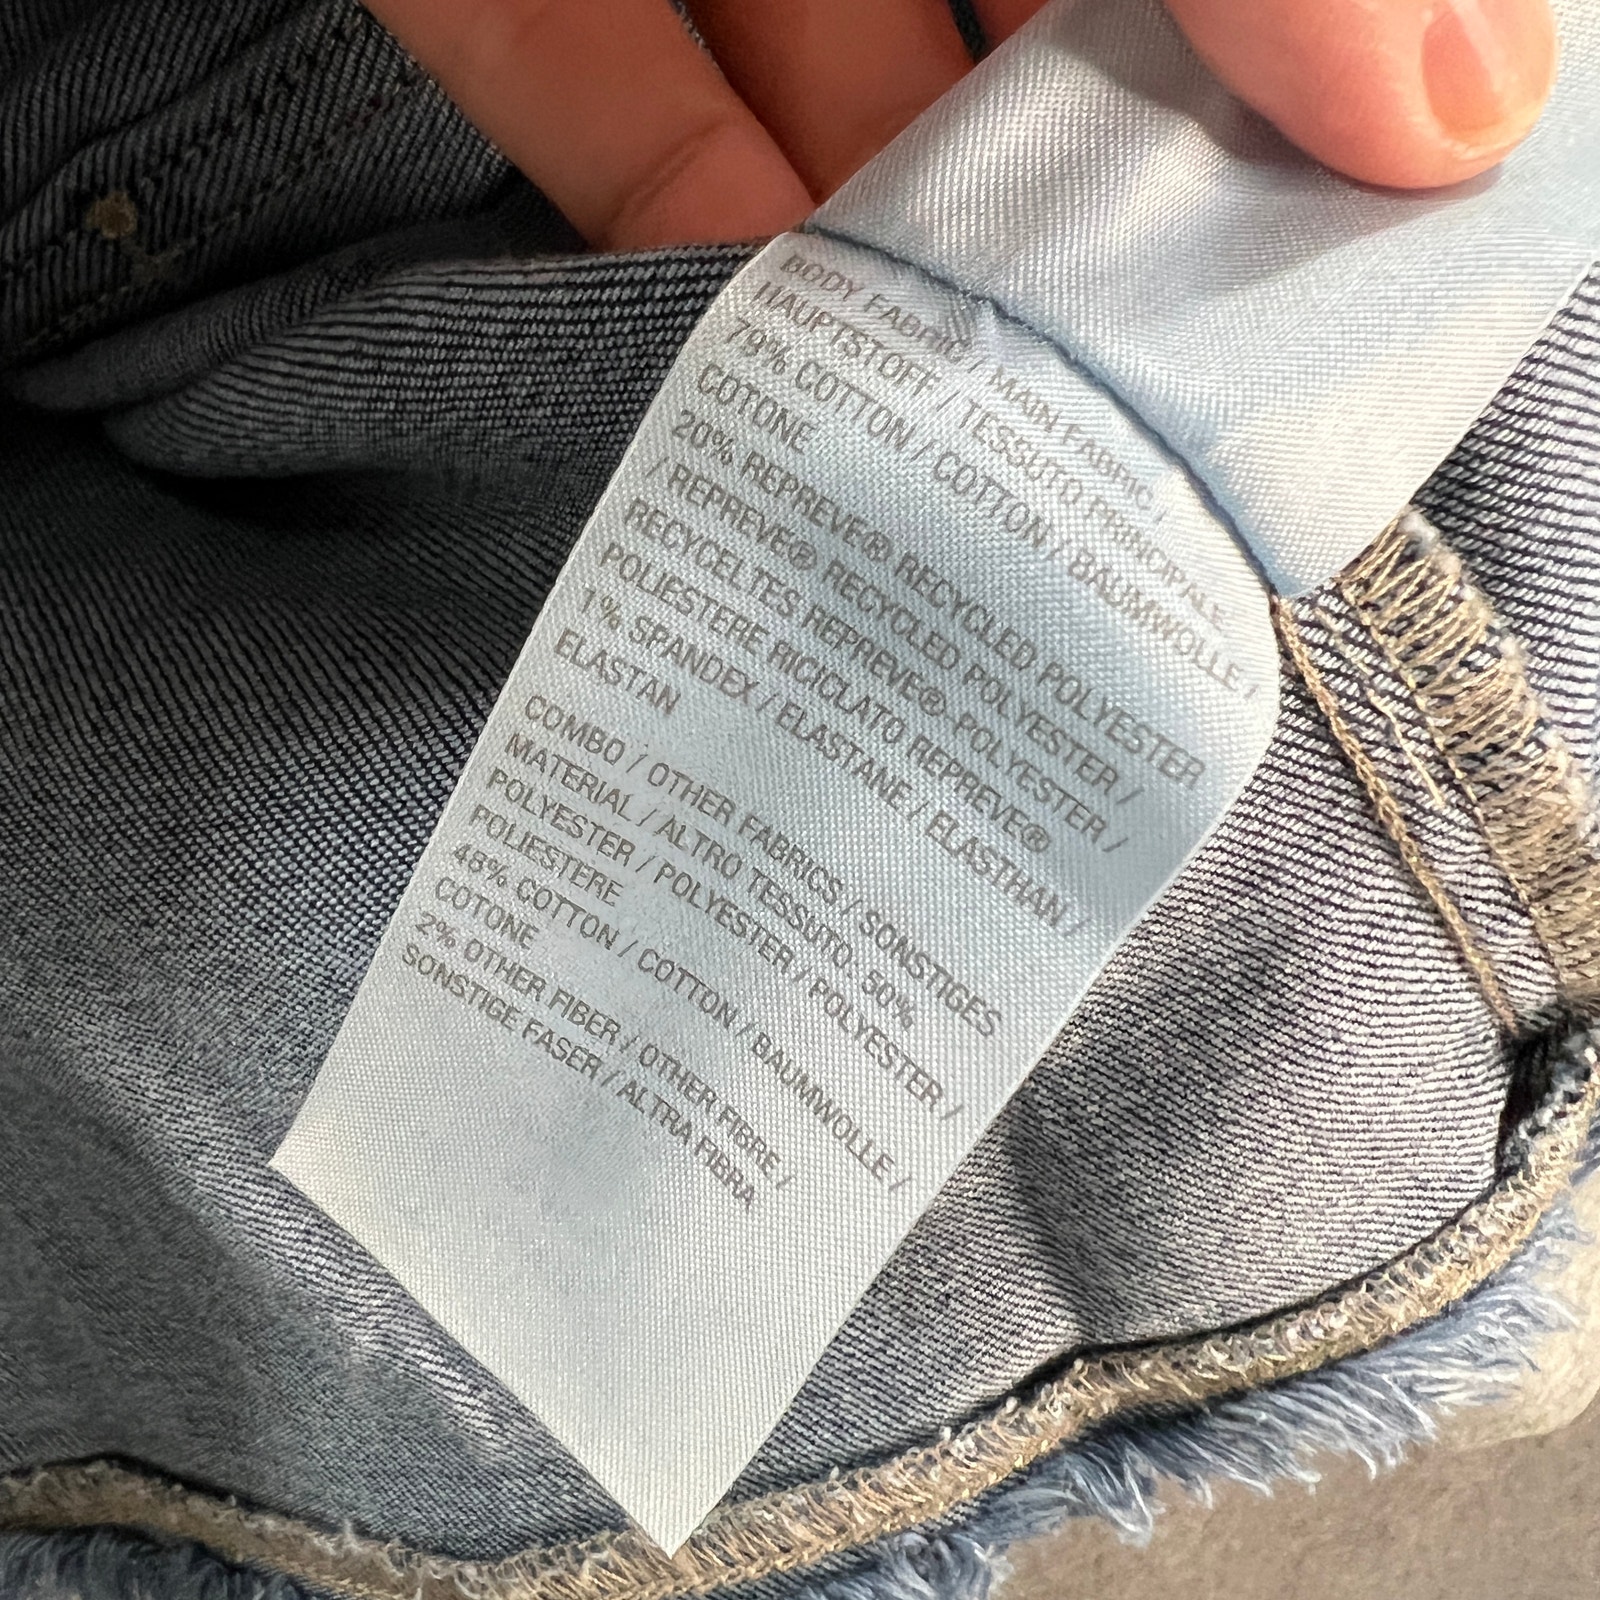 BODY FABRIC / MAIN FABRIC /
HAUPTSTOFF / TESSUTO PRINCIPALE
79% COTTON / COTTON / BAUMWOLLE /
COTONE
20% REPREVE® RECYCLED POLYESTER
/ REPREVE® RECYCLED POLYESTER /
RECYCELTES REPREVE® POLYESTER /
POLIESTERE RICICLATO REPREVE®
1% SPANDEX / ELASTANE / ELASTHAN /
ELASTAN
COMBO / OTHER FABRICS / SONSTIGES
MATERIAL / ALTRO TESSUTO: 50%
POLYESTER / POLYESTER / POLYESTER /
POLIESTERE
48% COTTON / COTTON / BAUMWOLLE /
COTONE
2% OTHER FIBER / OTHER FIBRE /
SONSTIGE FASER / ALTRA FIBRA